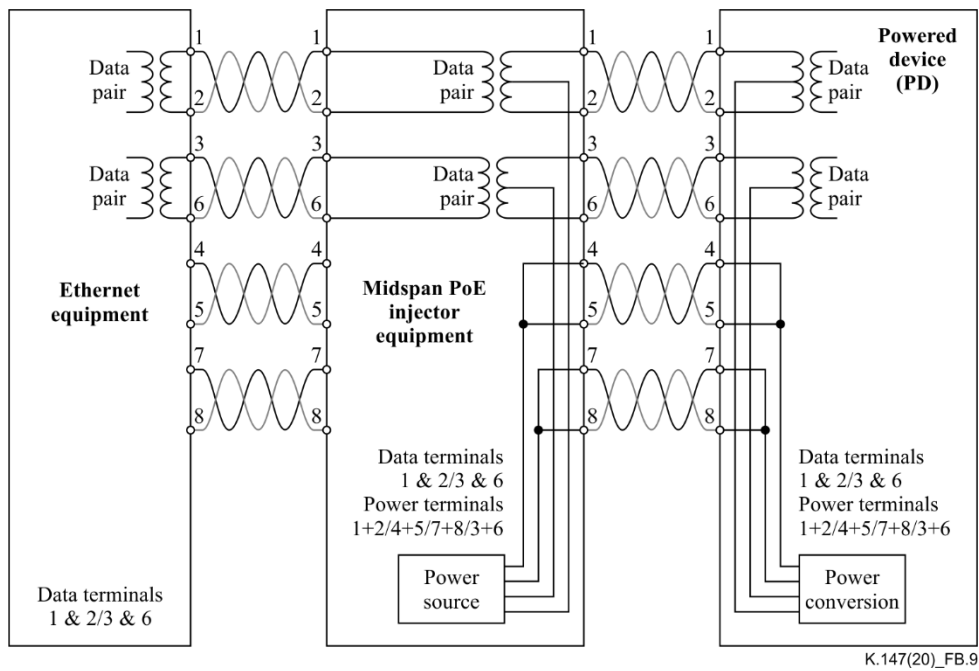 1 1 1 1
Data
pair
Data
pair
Data
pair
Powered
device
(PD)
2 2 2 2
3 3 3 3
Data
pair
Data
pair
Data
pair
6 6 6 6
4 4 4 4
Ethernet
equipment
Midspan PoE
injector
equipment
5 5 5 5
7 7 7 7
8 8 8 8
Data terminals
1 & 2/3 & 6
Power terminals
1+2/4+5/7+8/3+6
Data terminals
1 & 2/3 & 6
Power terminals
1+2/4+5/7+8/3+6
Data terminals
1 & 2/3 & 6
Power
source
Power
conversion
K.147(20)_FB.9